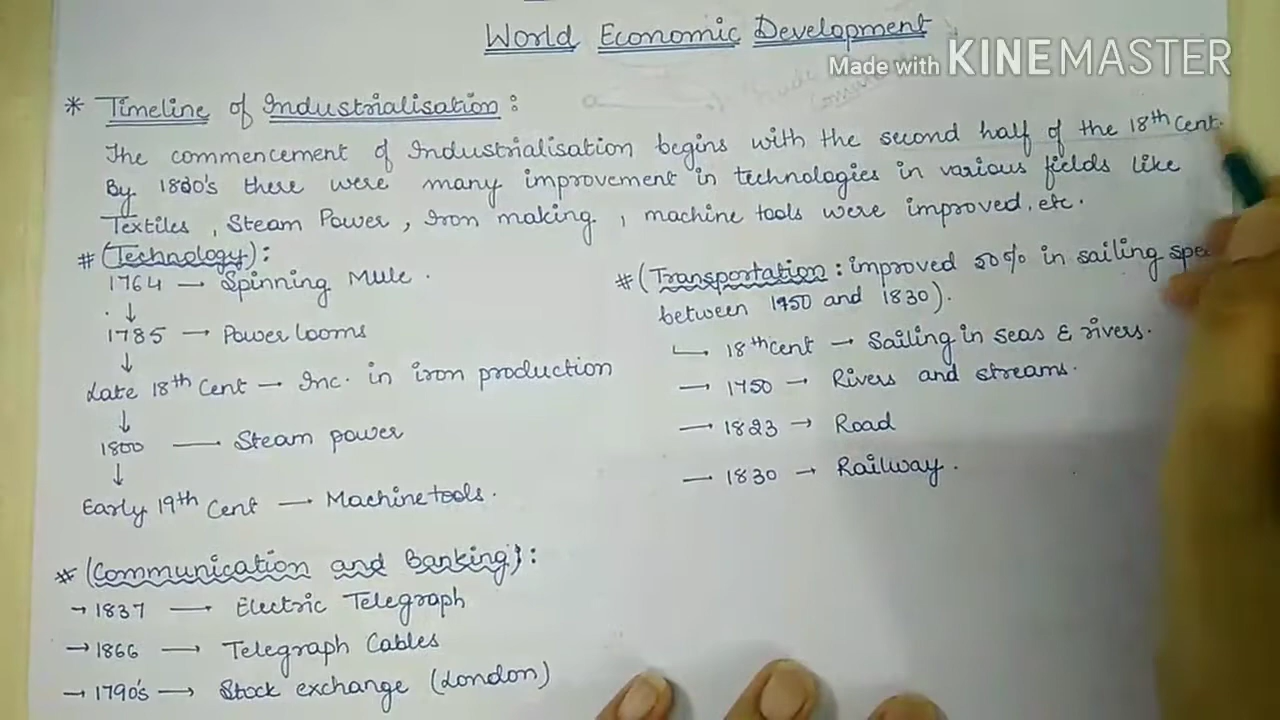 World Economic Development
Made with KINEMASTER
* Timeline of Industrialisation :
The commencement of Industrialisation begins with the second half of the 18th Cent.
By 1800's there were many improvement in technologies in various fields like
Textiles, Steam Power, Iron making, machine tools were improved. etc.
# (Technology) :
1764 → Spinning Mule.
↓
1785 → Power looms
↓
Late 18th Cent → Inc. in iron production
↓
1800 — Steam power
↓
Early 19th Cent → Machine tools.
# (Transportation : improved 50% in sailing
between 1750 and 1830).
→ 18th cent → Sailing in seas & rivers.
→ 1750 → Rivers and streams.
→ 1823 → Road
→ 1830 → Railway.
# (Communication and Banking) :
→ 1837 → Electric Telegraph
→ 1866 → Telegraph Cables
→ 1790's → Stock exchange (London)